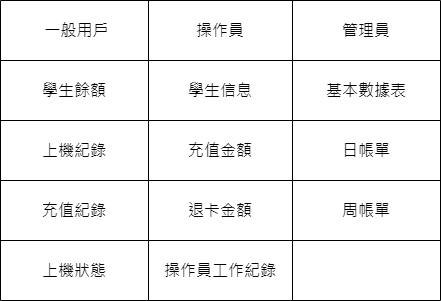 一般用戶 操作員 管理員
學生餘額 學生信息 基本數據表
上機紀錄 充值金額 日帳單
充值紀錄 退卡金額 周帳單
上機狀態 操作員工作紀錄